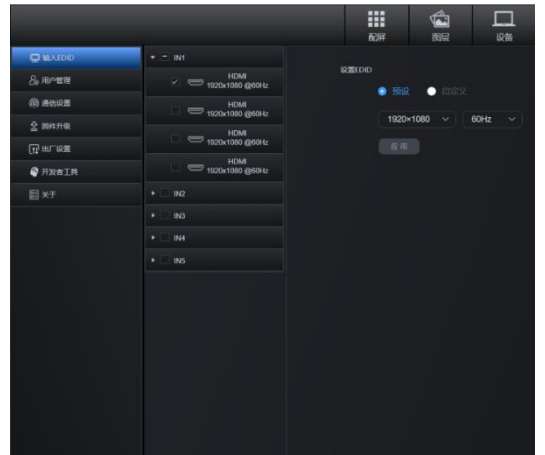 配屏
图层
设备
输入EDID
用户管理
通信设置
固件升级
出厂设置
开发者工具
关于
IN1
HDMI
1920x1080 @60Hz
HDMI
1920x1080 @60Hz
HDMI
1920x1080 @60Hz
HDMI
1920x1080 @60Hz
IN2
IN3
IN4
IN5
设置EDID
预设
自定义
1920×1080
60Hz
应用